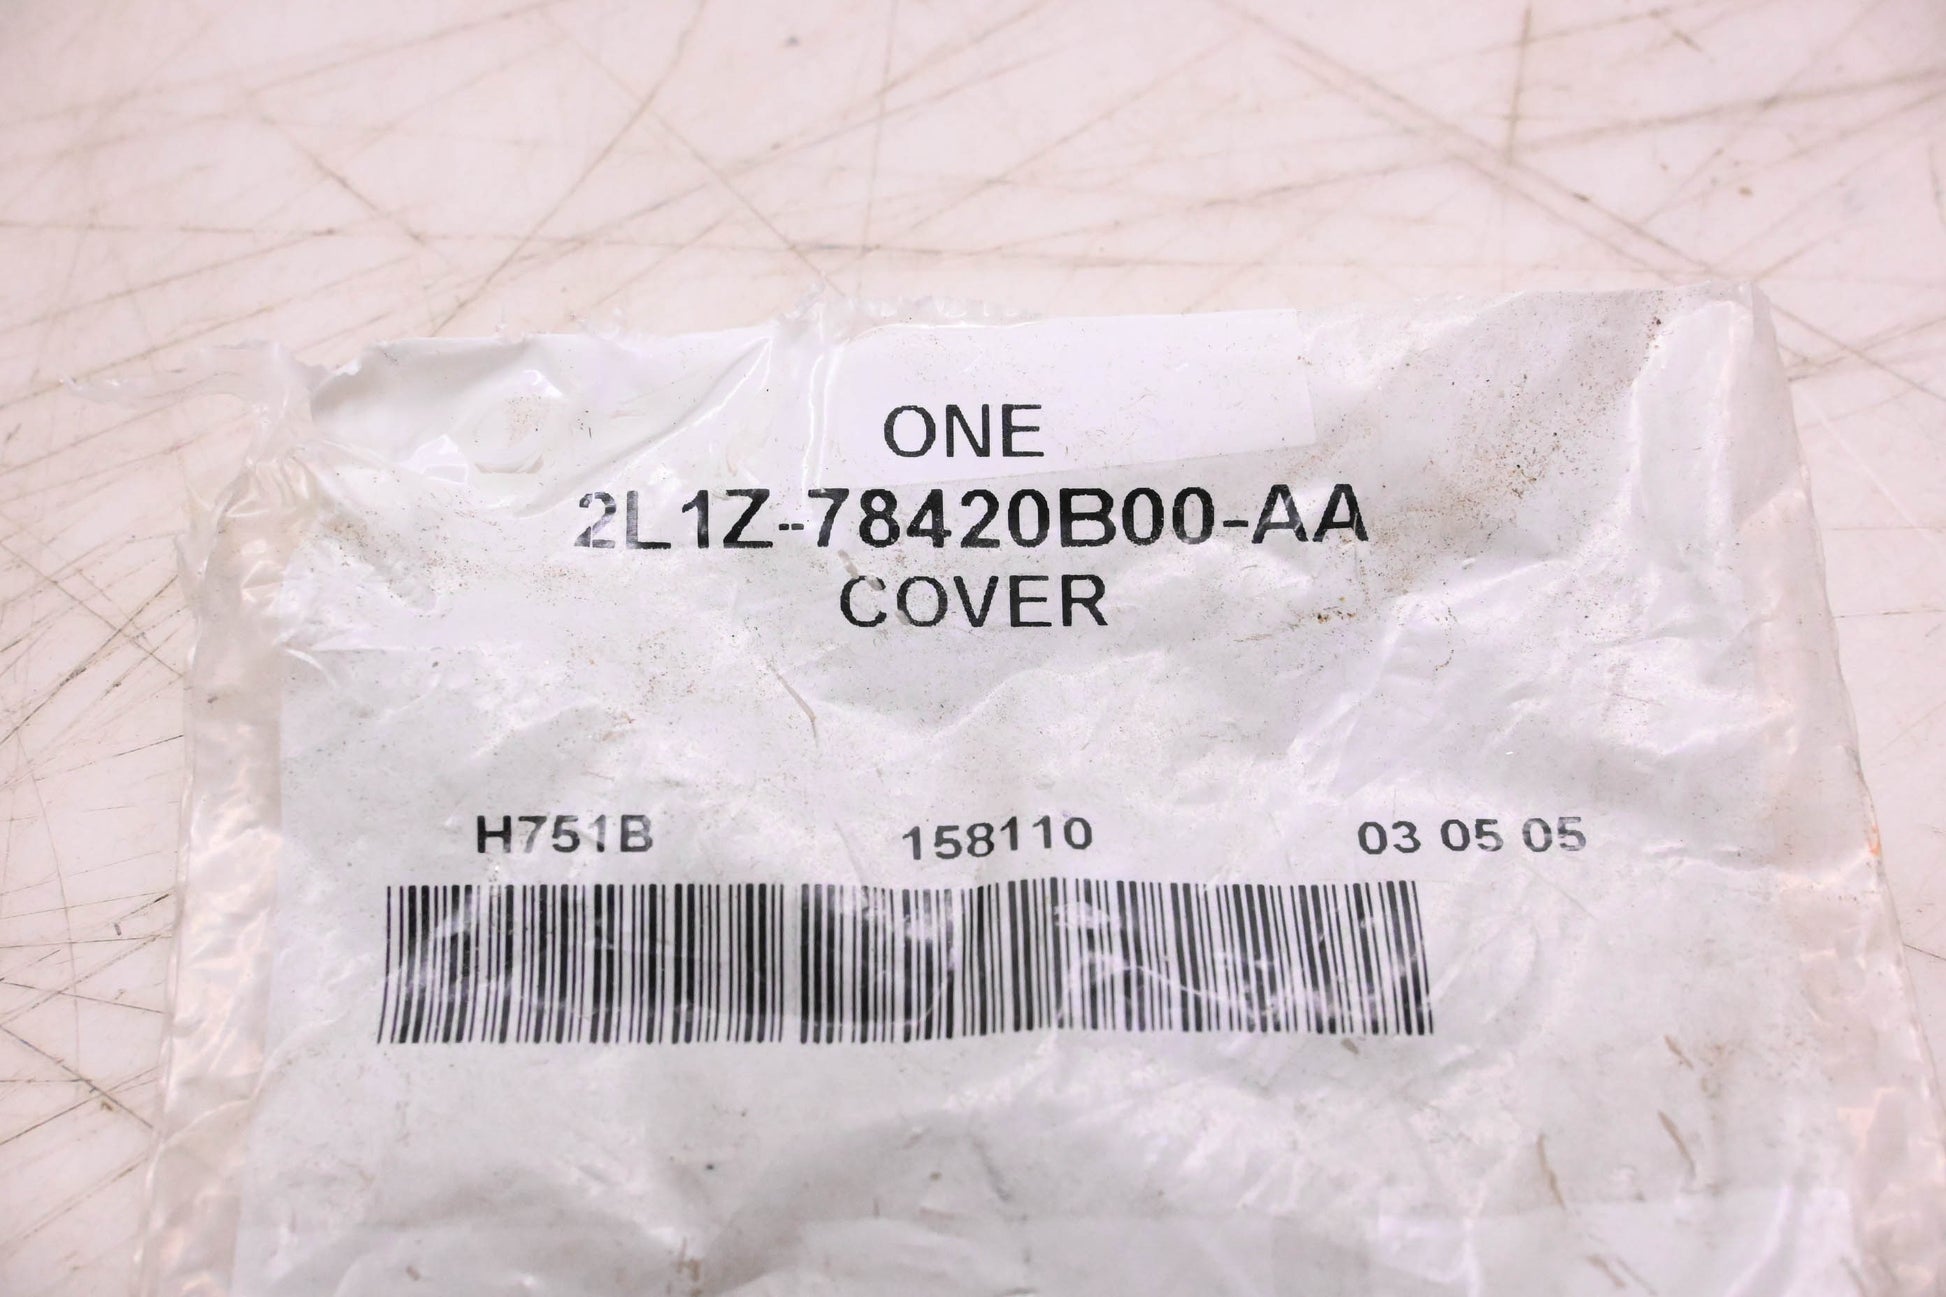 ONE
2L1Z-78420B00-AA
COVER
H751B 158110 03 05 05